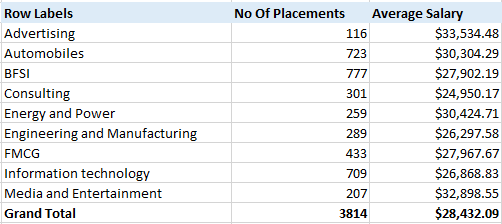 Row Labels No Of Placements Average Salary
Advertising 116 $33,534.48
Automobiles 723 $30,304.29
BFSI 777 $27,902.19
Consulting 301 $24,950.17
Energy and Power 259 $30,424.71
Engineering and Manufacturing 289 $26,297.58
FMCG 433 $27,967.67
Information technology 709 $26,868.83
Media and Entertainment 207 $32,898.55
Grand Total 3814 $28,432.09